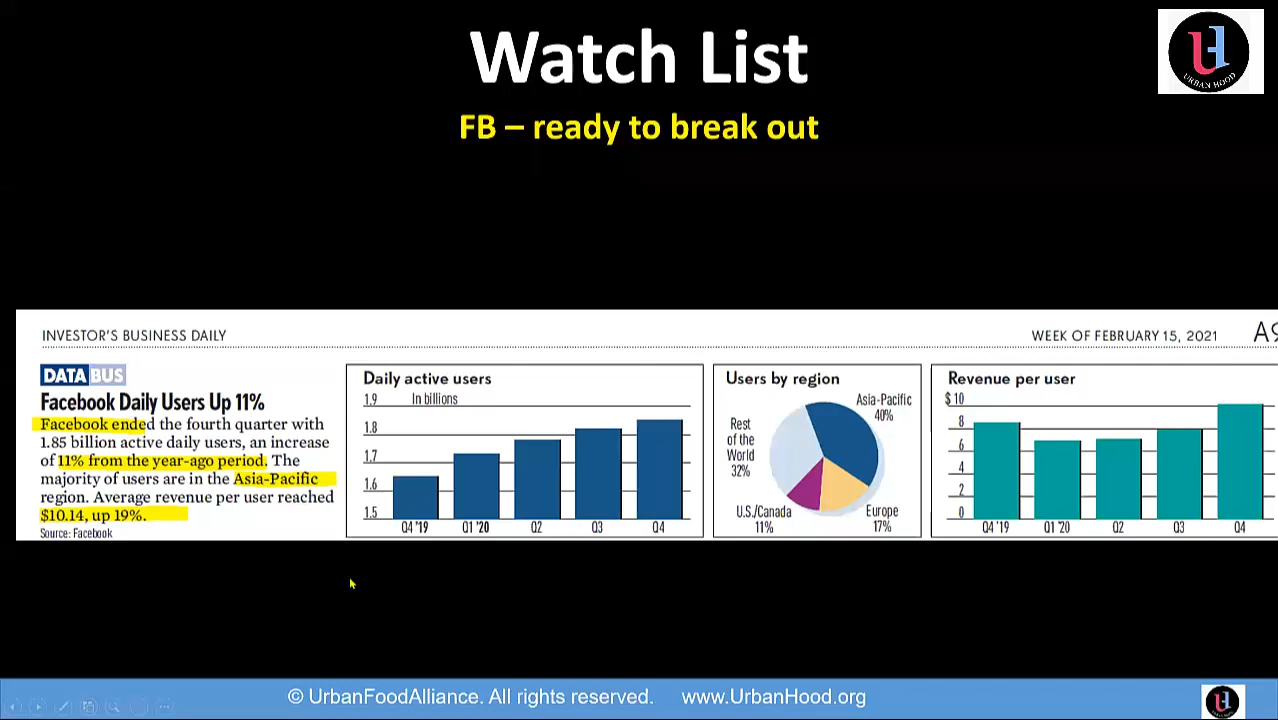 Watch List
URBAN HOOD
FB – ready to break out
INVESTOR'S BUSINESS DAILY
WEEK OF FEBRUARY 15, 2021
A9
DATA BUS
Facebook Daily Users Up 11%
Facebook ended the fourth quarter with
1.85 billion active daily users, an increase
of 11% from the year-ago period. The
majority of users are in the Asia-Pacific
region. Average revenue per user reached
$10.14, up 19%.
Source: Facebook
Daily active users
1.9 In billions
1.8
1.7
1.6
1.5
Q4 '19 Q1 '20 Q2 Q3 Q4
Users by region
Asia-Pacific
40%
Rest
of the
World
32%
U.S./Canada
11%
Europe
17%
Revenue per user
$ 10
8
6
4
2
0
Q4 '19 Q1 '20 Q2 Q3 Q4
© UrbanFoodAlliance. All rights reserved. www.UrbanHood.org